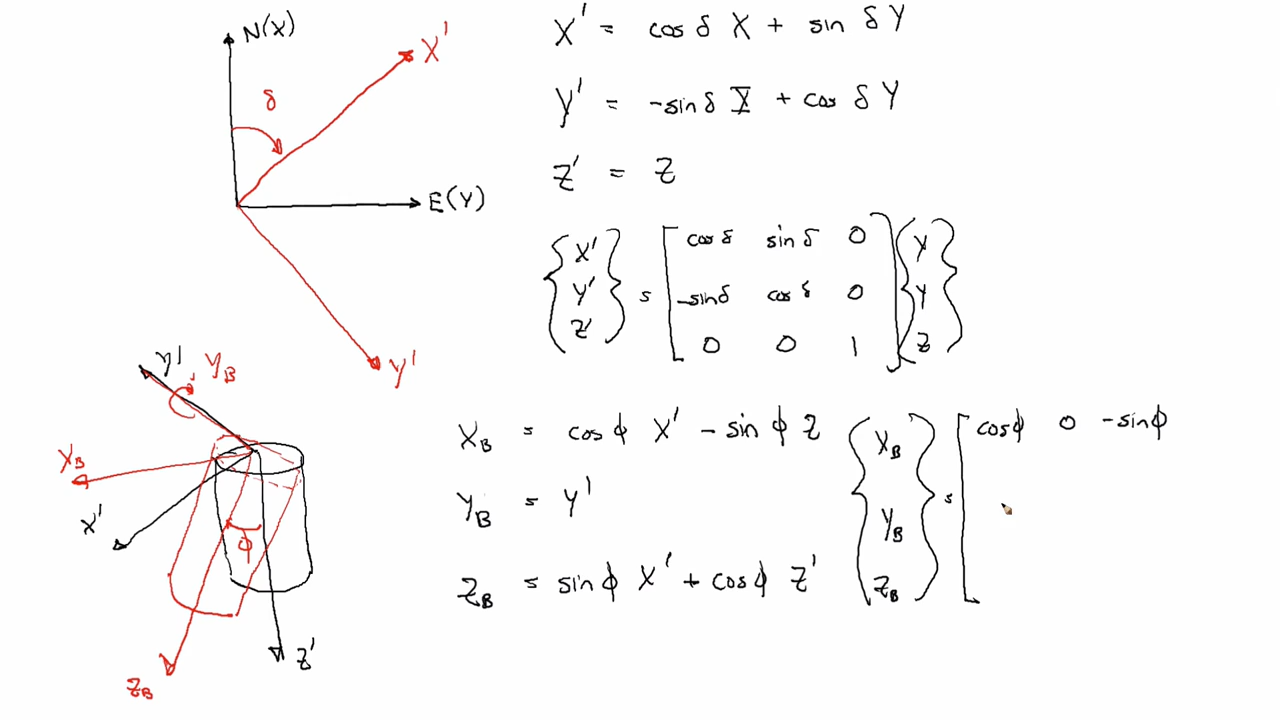 N(X)
X'
δ
E(Y)
Y'
X' = cos δ X + sin δ Y
Y' = -sin δ X + cos δ Y
Z' = Z
{ X' Y' Z' } = [ cos δ sin δ 0
-sin δ cos δ 0
0 0 1 ] { X Y Z }
Y'
Y_B
X_B
X'
φ
Z'
Z_B
X_B = cos φ X' - sin φ Z
Y_B = Y'
Z_B = sin φ X' + cos φ Z'
{ X_B Y_B Z_B } = [ cos φ 0 - sin φ